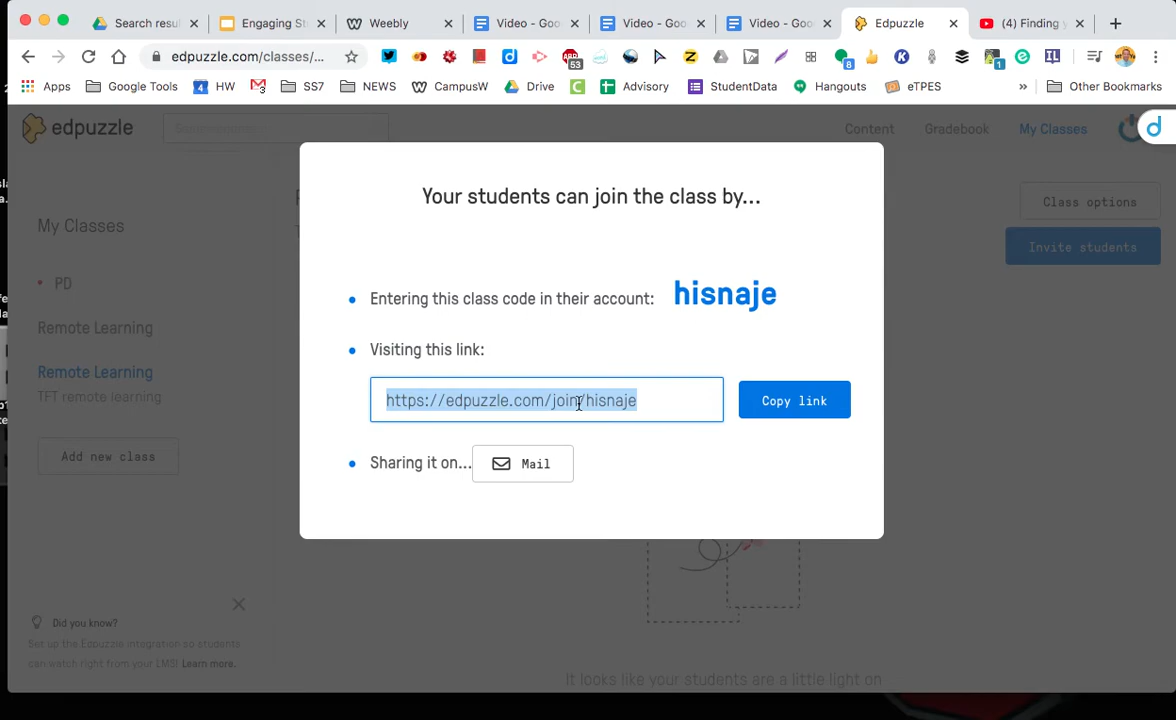 Search resu
Engaging St
Weebly
Video - Goo
Video - Goo
Video - Goo
Edpuzzle
(4) Finding y
edpuzzle.com/classes/...
53
8
1
Apps
Google Tools
4 HW
3
SS7
NEWS
CampusW
Drive
Advisory
StudentData
Hangouts
eTPES
»
Other Bookmarks
edpuzzle
Content
Gradebook
My Classes
d
Your students can join the class by...
My Classes
Class options
Invite students
PD
Entering this class code in their account: hisnaje
Remote Learning
Visiting this link:
Remote Learning
TFT remote learning
https://edpuzzle.com/join/hisnaje
Copy link
Add new class
Sharing it on...
Mail
Did you know?
Set up the Edpuzzle integration so students
can watch right from your LMS! Learn more.
It looks like your students are a little light on